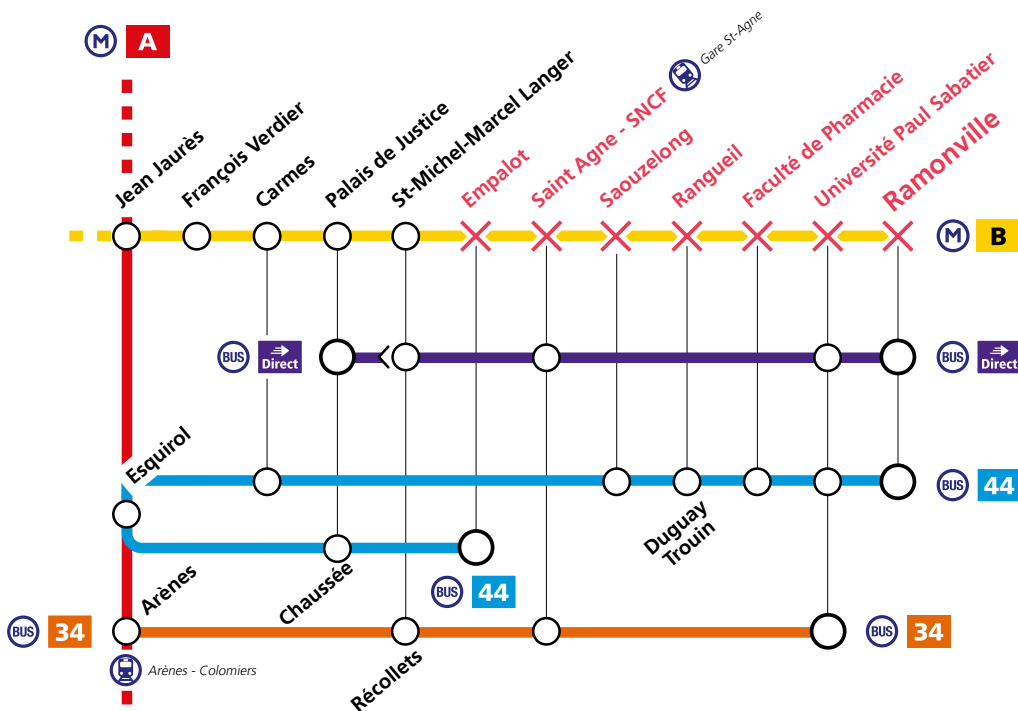 M A
Jean Jaurès
François Verdier
Carmes
Palais de Justice
St-Michel-Marcel Langer
Empalot
Saint Agne - SNCF
Gare St-Agne
Saouzelong
Rangueil
Faculté de Pharmacie
Université Paul Sabatier
Ramonville
M B
BUS Direct
BUS Direct
Esquirol
BUS 44
Duguay
Trouin
Arènes
Chaussée
BUS 44
BUS 34
BUS 34
Arènes - Colomiers
Récollets